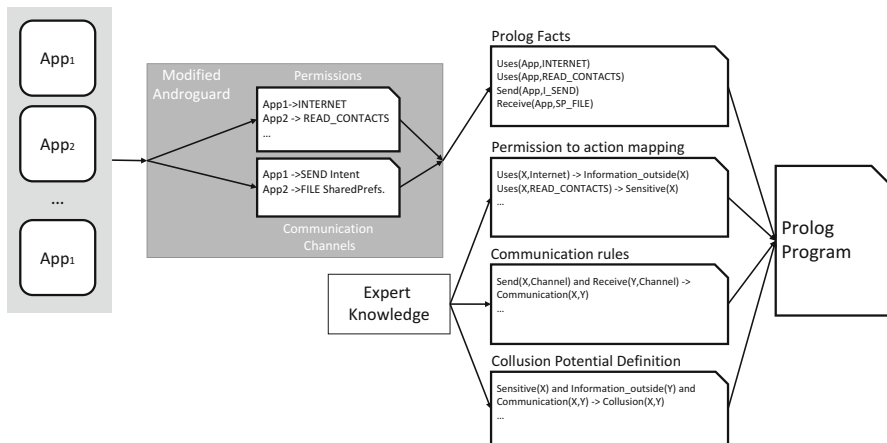 App1
App2
...
App1
Modified
Androguard
Permissions
App1->INTERNET
App2 -> READ_CONTACTS
...
App1 ->SEND Intent
App2 ->FILE SharedPrefs.
Communication
Channels
Expert
Knowledge
Prolog Facts
Uses(App,INTERNET)
Uses(App,READ_CONTACTS)
Send(App,I_SEND)
Receive(App,SP_FILE)
Permission to action mapping
Uses(X,Internet) -> Information_outside(X)
Uses(X,READ_CONTACTS) -> Sensitive(X)
...
Communication rules
Send(X,Channel) and Receive(Y,Channel) ->
Communication(X,Y)
...
Collusion Potential Definition
Sensitive(X) and Information_outside(Y) and
Communication(X,Y) -> Collusion(X,Y)
...
Prolog
Program